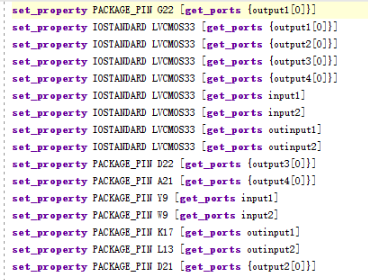 set_property PACKAGE_PIN G22 [get_ports {output1[0]}]
set_property IOSTANDARD LVCMOS33 [get_ports {output1[0]}]
set_property IOSTANDARD LVCMOS33 [get_ports {output2[0]}]
set_property IOSTANDARD LVCMOS33 [get_ports {output3[0]}]
set_property IOSTANDARD LVCMOS33 [get_ports {output4[0]}]
set_property IOSTANDARD LVCMOS33 [get_ports input1]
set_property IOSTANDARD LVCMOS33 [get_ports input2]
set_property IOSTANDARD LVCMOS33 [get_ports outinput1]
set_property IOSTANDARD LVCMOS33 [get_ports outinput2]
set_property PACKAGE_PIN D22 [get_ports {output3[0]}]
set_property PACKAGE_PIN A21 [get_ports {output4[0]}]
set_property PACKAGE_PIN Y9 [get_ports input1]
set_property PACKAGE_PIN W9 [get_ports input2]
set_property PACKAGE_PIN K17 [get_ports outinput1]
set_property PACKAGE_PIN L13 [get_ports outinput2]
set_property PACKAGE_PIN D21 [get_ports {output2[0]}]